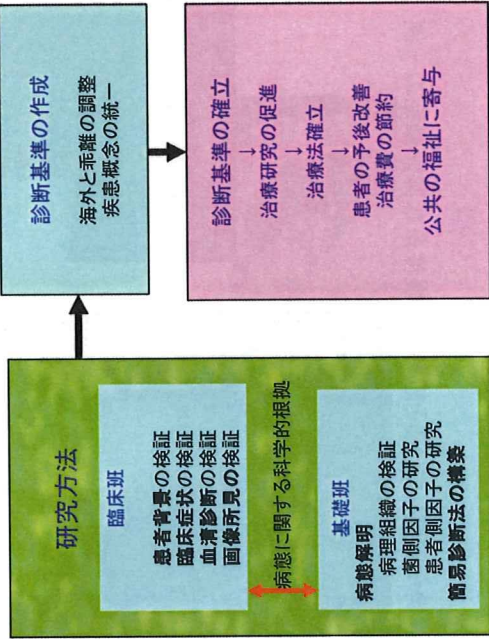 研究方法
臨床班
患者背景の検証
臨床症状の検証
血清診断の検証
画像所見の検証
病態に関する科学的根拠
基礎班
病態解明
病理組織の検証
菌側因子の研究
患者側因子の研究
簡易診断法の構築
診断基準の作成
海外と乖離の調整
疾患概念の統一
診断基準の確立
↓
治療研究の促進
↓
治療法確立
↓
患者の予後改善
治療費の節約
↓
公共の福祉に寄与